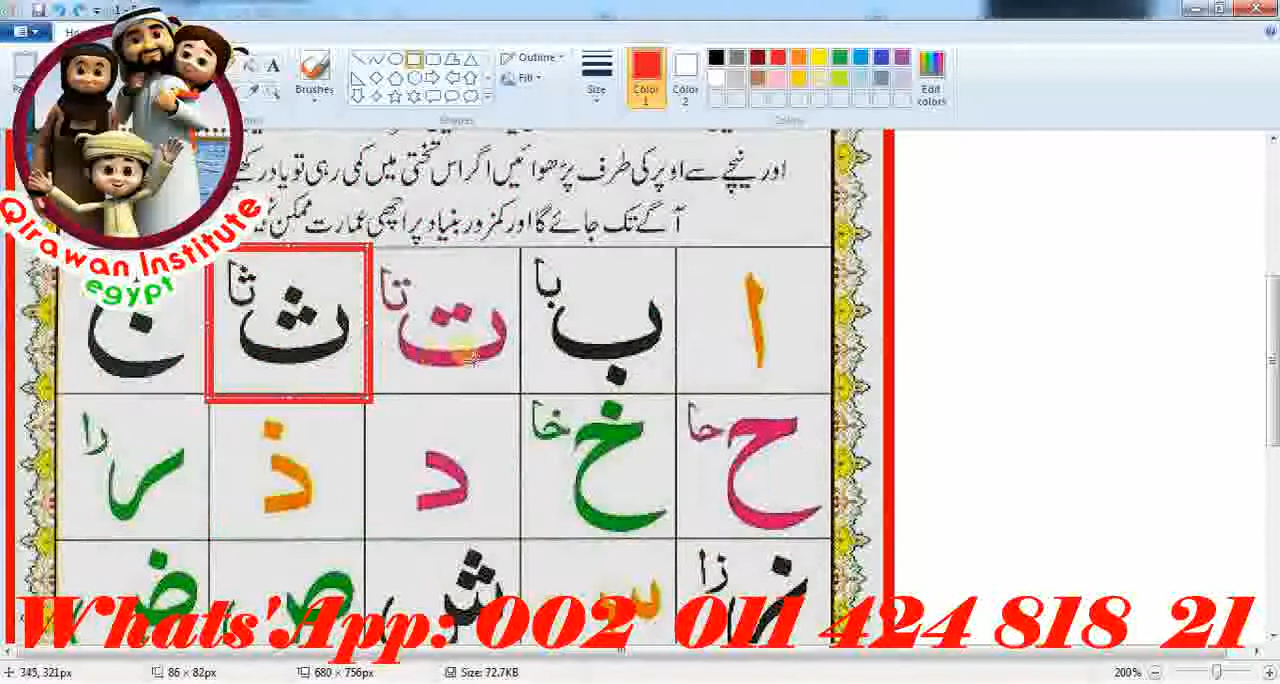 Outline
Fill
Brushes
Size
Color 1
Color 2
Edit colors
Shapes
Colors
اور نیچے سے اوپر کی طرف پڑھوائیں اگر اس تختی میں کمی رہی تو یاد رکھیے
آگے تک جائے گا اور کمزور بنیاد پر اچھی عمارت ممکن نہیں
Qirawan Institute
egypt
ا ب با ت تا ث ثا ج
ح حا خ خا د ذ ر را
ز زا س ش ص ض
Whats'App: 002 011 424 818 21
345, 321px
86 × 82px
680 × 756px
Size: 72.7KB
200%